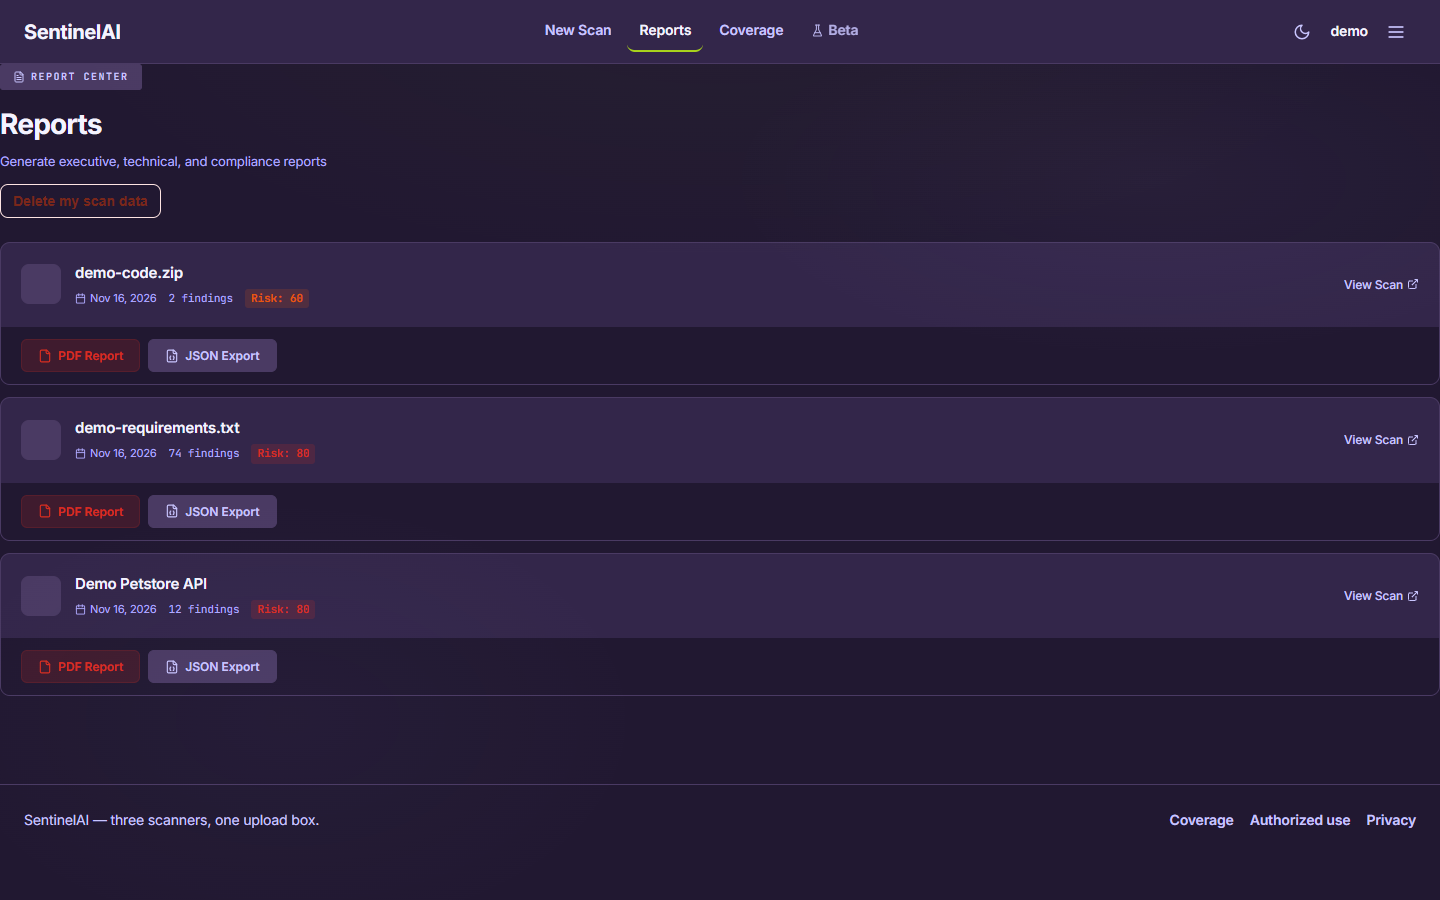 SentinelAI
New Scan
Reports
Coverage
Beta
demo
REPORT CENTER
Reports
Generate executive, technical, and compliance reports
Delete my scan data
demo-code.zip
Nov 16, 2026 2 findings Risk: 60
View Scan
PDF Report
JSON Export
demo-requirements.txt
Nov 16, 2026 74 findings Risk: 80
View Scan
PDF Report
JSON Export
Demo Petstore API
Nov 16, 2026 12 findings Risk: 80
View Scan
PDF Report
JSON Export
SentinelAI — three scanners, one upload box.
Coverage
Authorized use
Privacy